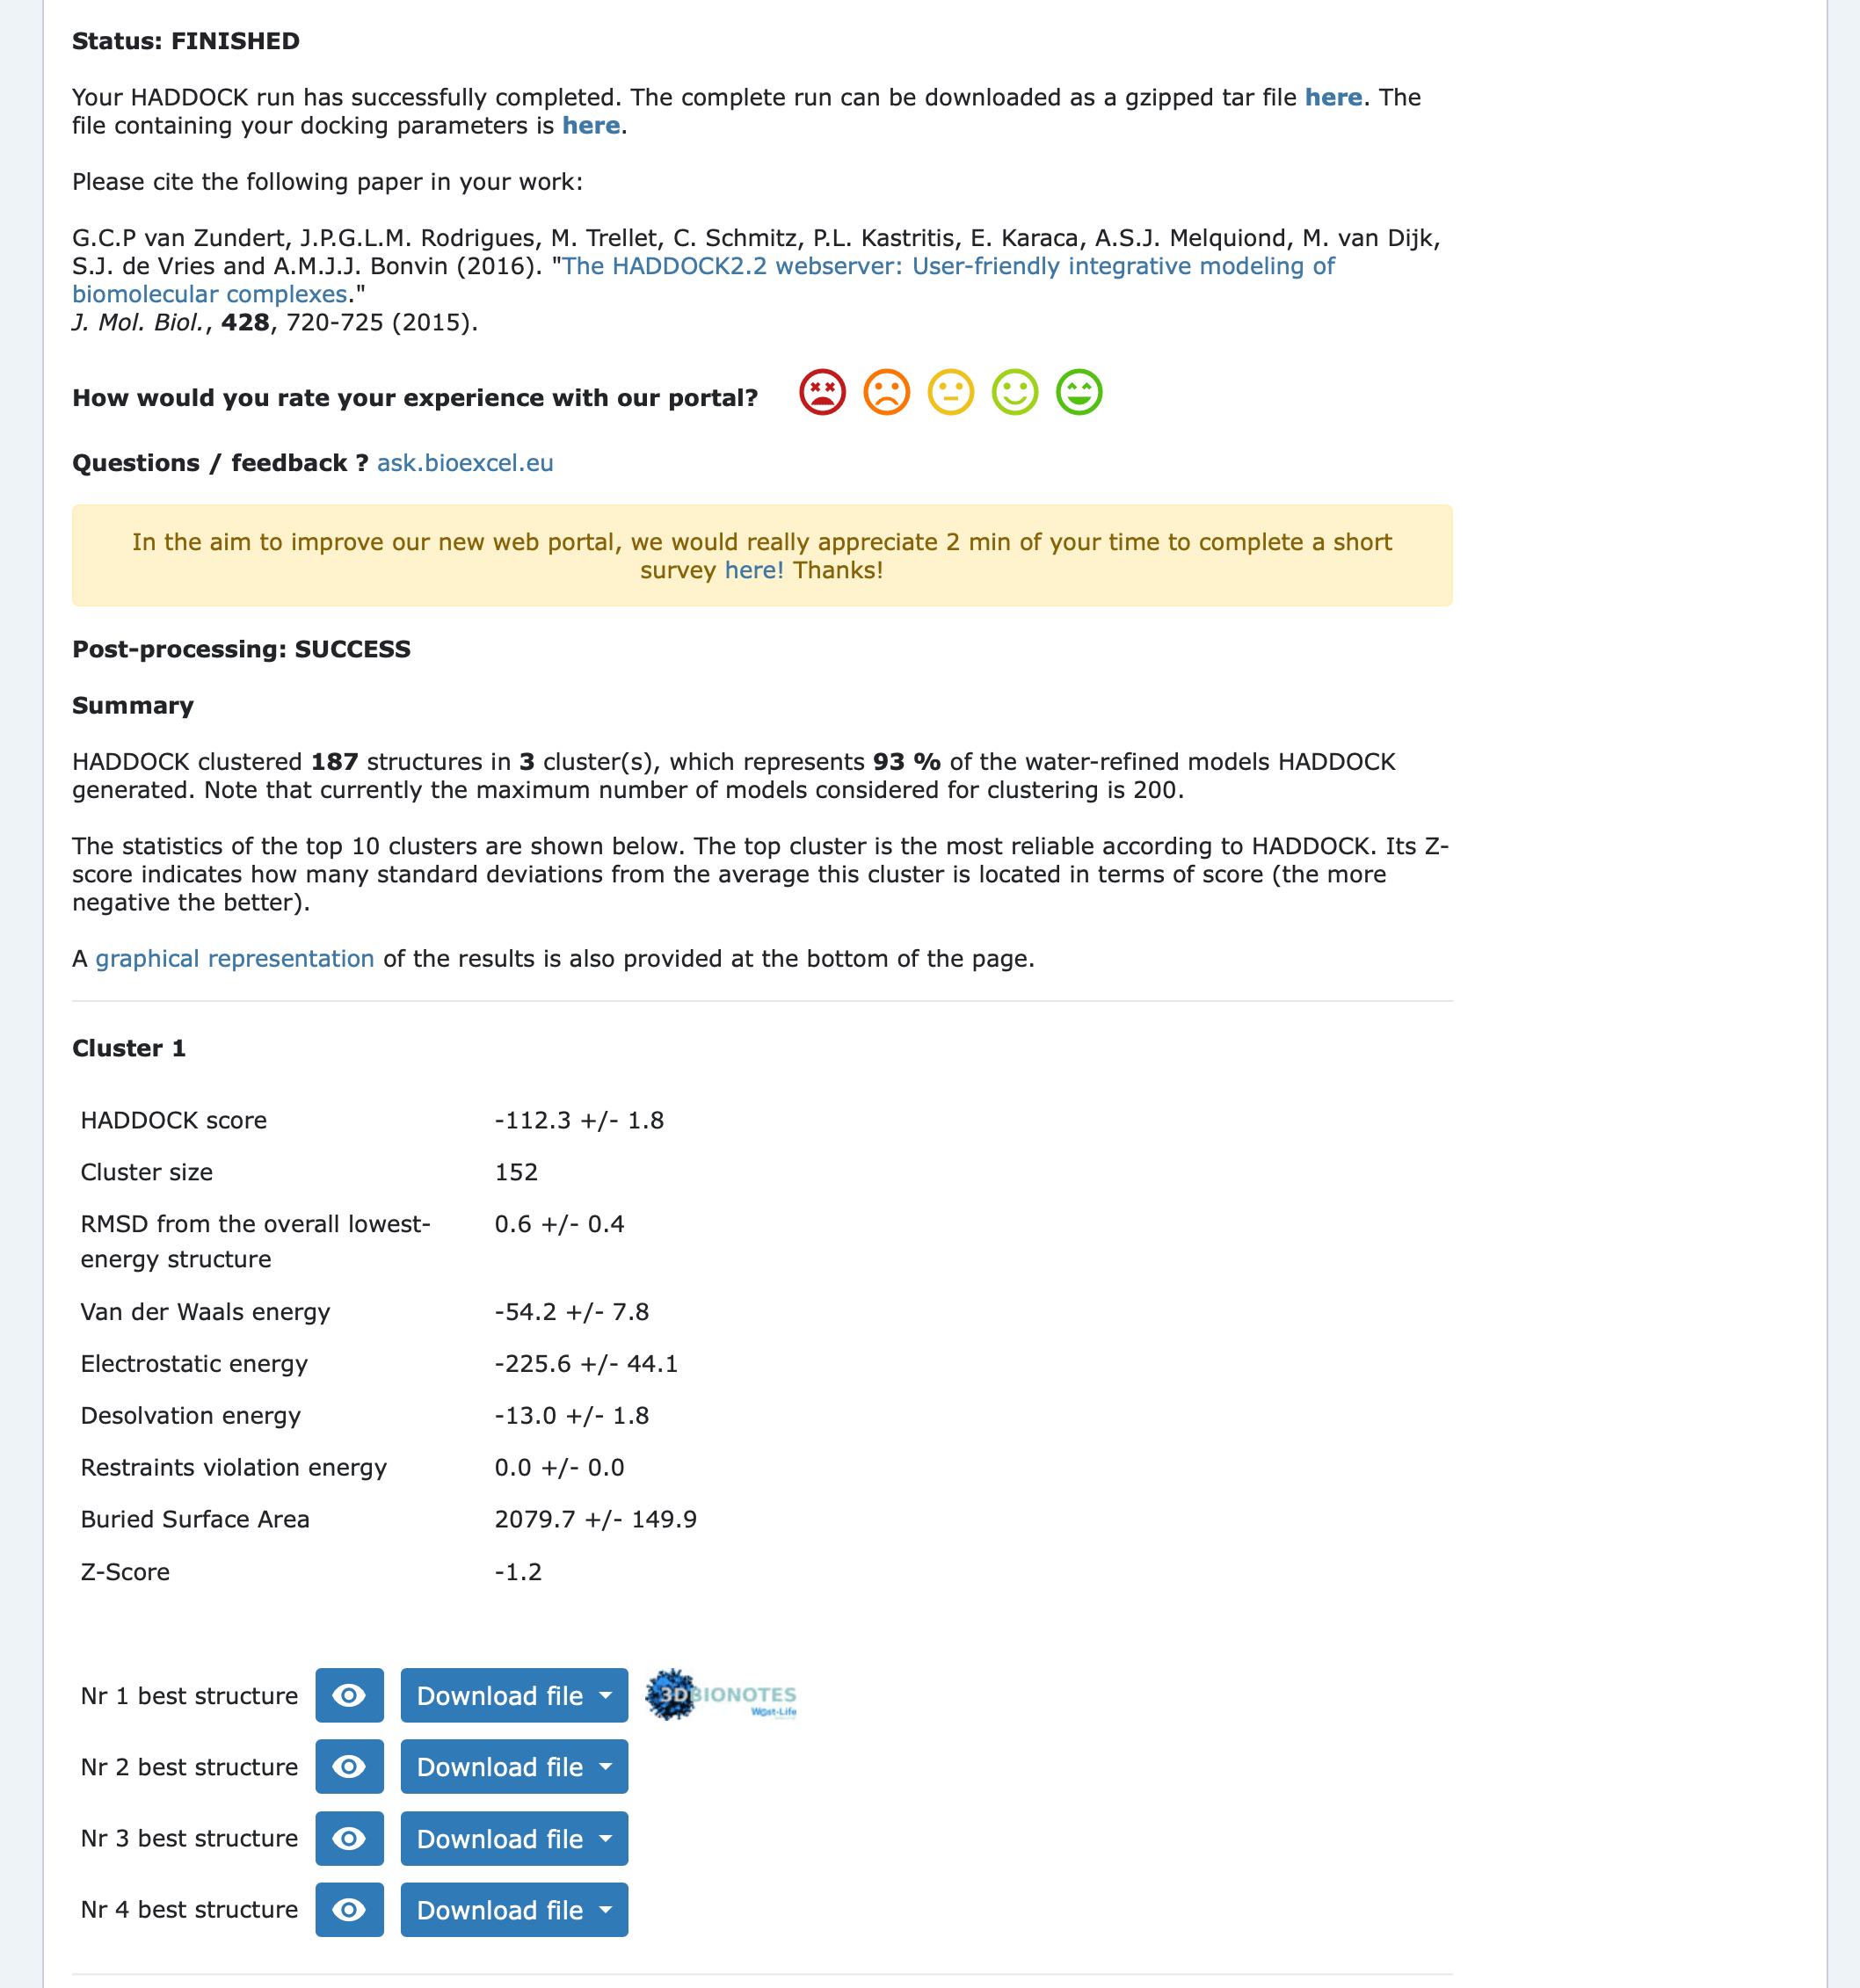 Status: FINISHED
Your HADDOCK run has successfully completed. The complete run can be downloaded as a gzipped tar file here. The
file containing your docking parameters is here.
Please cite the following paper in your work:
G.C.P van Zundert, J.P.G.L.M. Rodrigues, M. Trellet, C. Schmitz, P.L. Kastritis, E. Karaca, A.S.J. Melquiond, M. van Dijk,
S.J. de Vries and A.M.J.J. Bonvin (2016). "The HADDOCK2.2 webserver: User-friendly integrative modeling of
biomolecular complexes."
J. Mol. Biol., 428, 720-725 (2015).
How would you rate your experience with our portal?
Questions / feedback ? ask.bioexcel.eu
In the aim to improve our new web portal, we would really appreciate 2 min of your time to complete a short
survey here! Thanks!
Post-processing: SUCCESS
Summary
HADDOCK clustered 187 structures in 3 cluster(s), which represents 93 % of the water-refined models HADDOCK
generated. Note that currently the maximum number of models considered for clustering is 200.
The statistics of the top 10 clusters are shown below. The top cluster is the most reliable according to HADDOCK. Its Z-
score indicates how many standard deviations from the average this cluster is located in terms of score (the more
negative the better).
A graphical representation of the results is also provided at the bottom of the page.
Cluster 1
HADDOCK score -112.3 +/- 1.8
Cluster size 152
RMSD from the overall lowest- 0.6 +/- 0.4
energy structure
Van der Waals energy -54.2 +/- 7.8
Electrostatic energy -225.6 +/- 44.1
Desolvation energy -13.0 +/- 1.8
Restraints violation energy 0.0 +/- 0.0
Buried Surface Area 2079.7 +/- 149.9
Z-Score -1.2
Nr 1 best structure Download file 3DBIONOTES
West-Life
Nr 2 best structure Download file
Nr 3 best structure Download file
Nr 4 best structure Download file